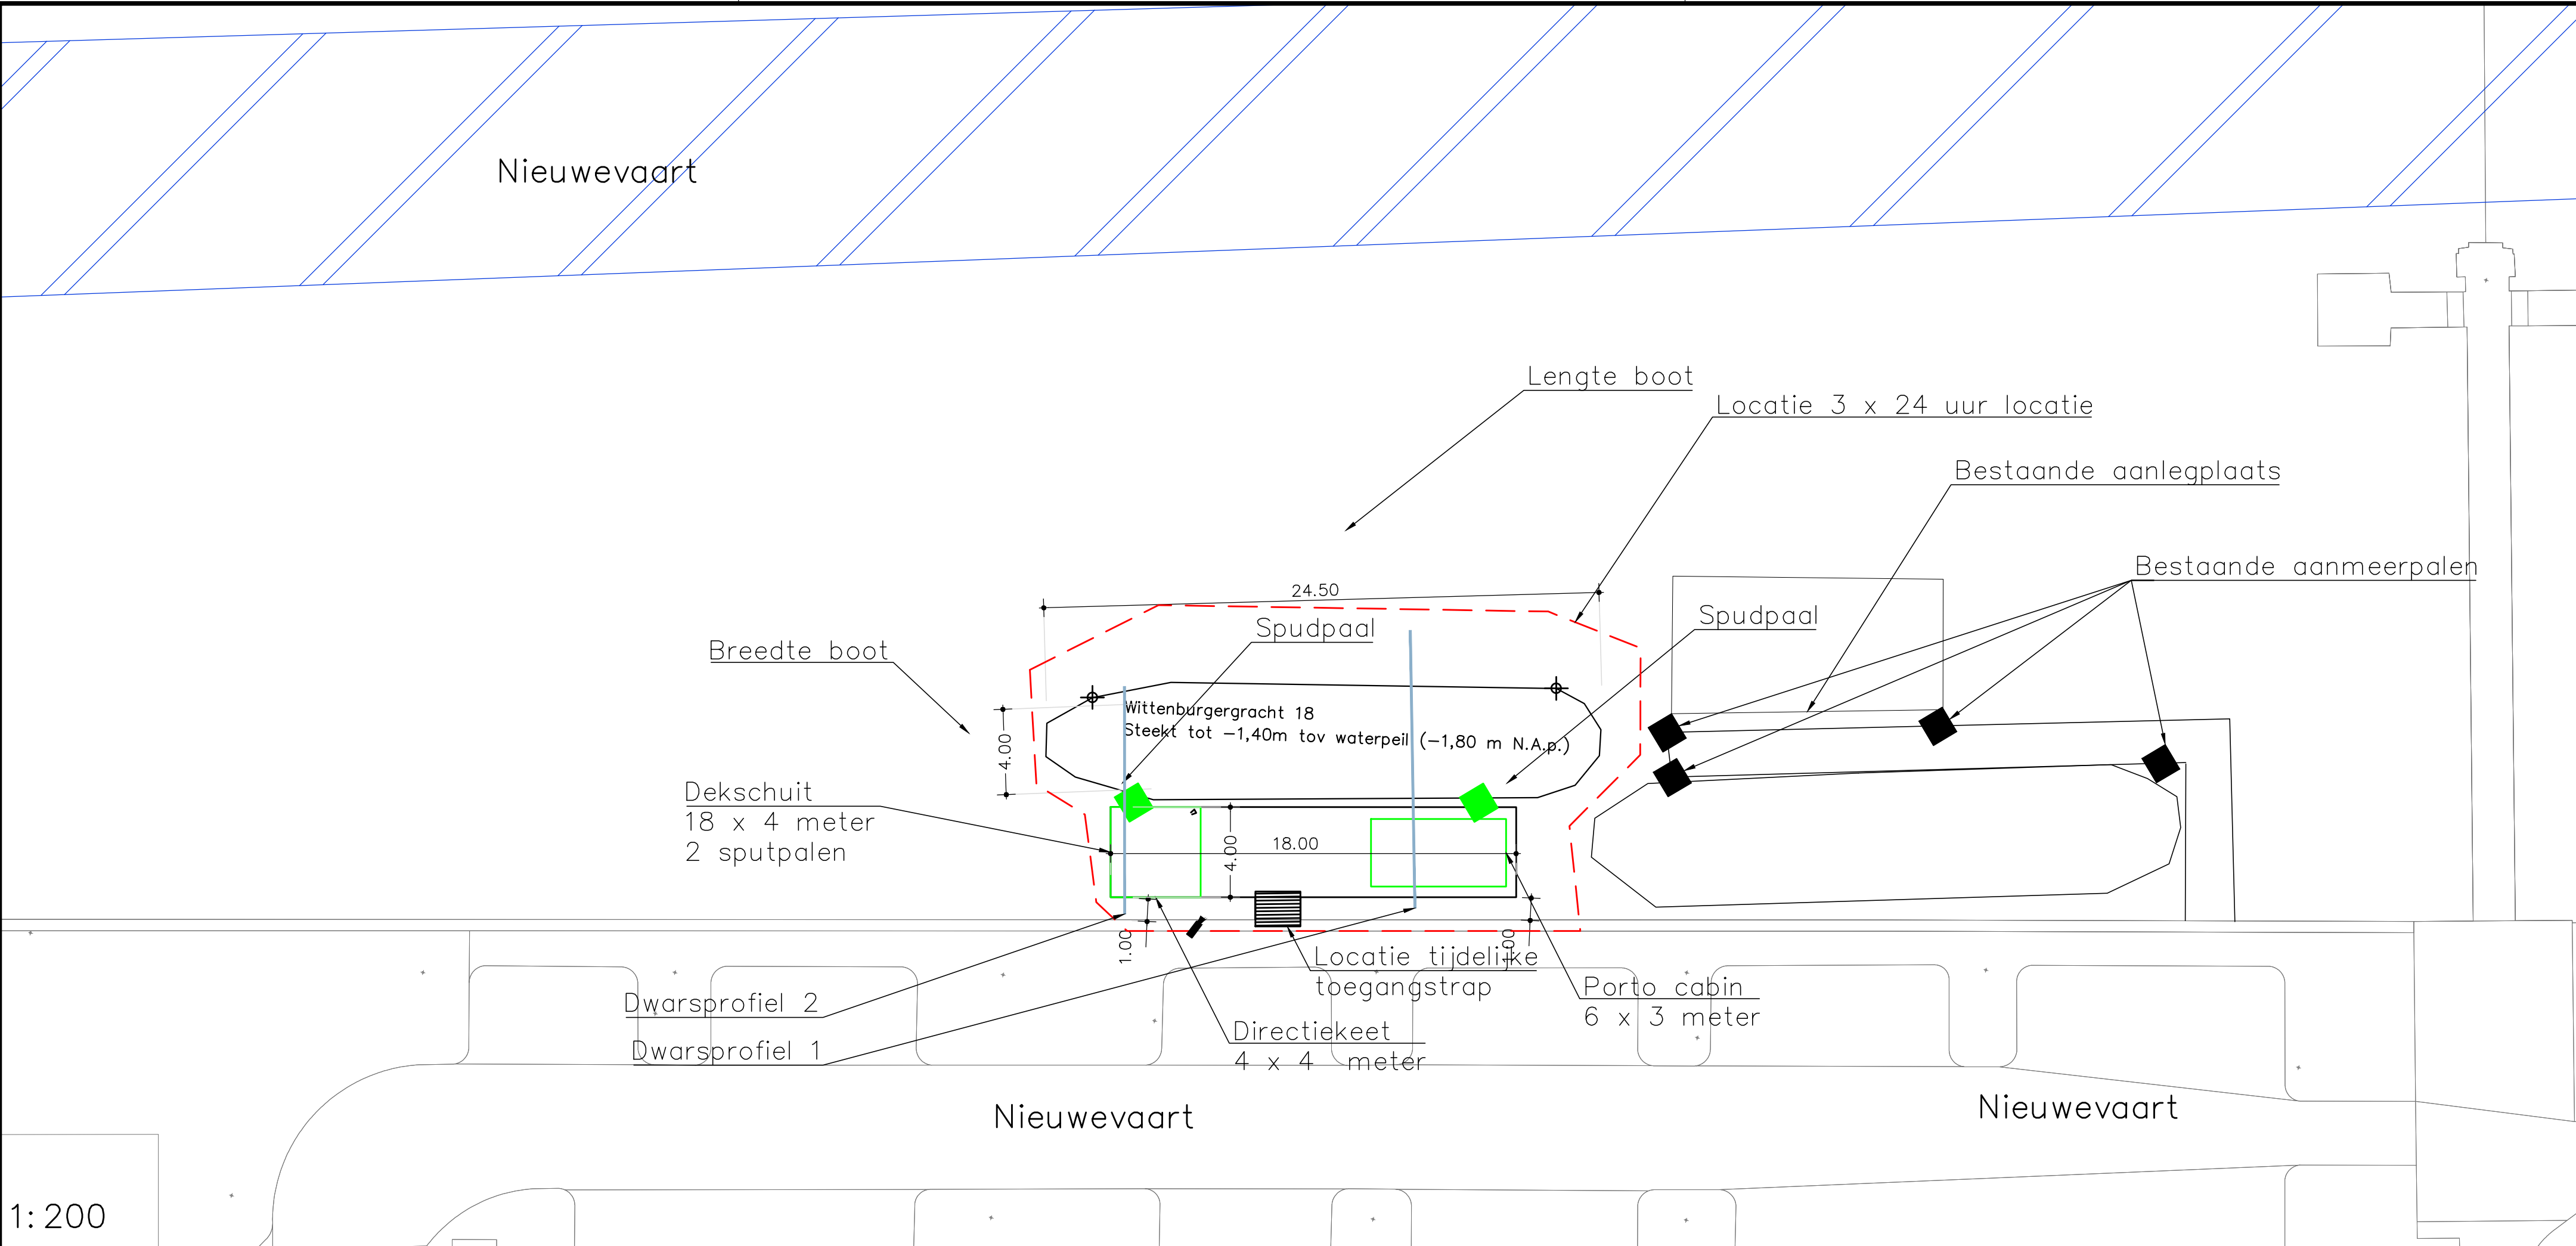 Nieuwevaart
Lengte boot
Locatie 3 x 24 uur locatie
Bestaande aanlegplaats
Bestaande aanmeerpalen
24.50
Spudpaal
Spudpaal
Breedte boot
Wittenburgergracht 18
Steekt tot -1,40m tov waterpeil (-1,80 m N.A.p.)
4.00
Dekschuit
18 x 4 meter
2 sputpalen
4.00
18.00
1.00
1.00
Locatie tijdelijke
toegangstrap
Porto cabin
6 x 3 meter
Dwarsprofiel 2
Directiekeet
4 x 4 meter
Dwarsprofiel 1
Nieuwevaart
Nieuwevaart
1:200